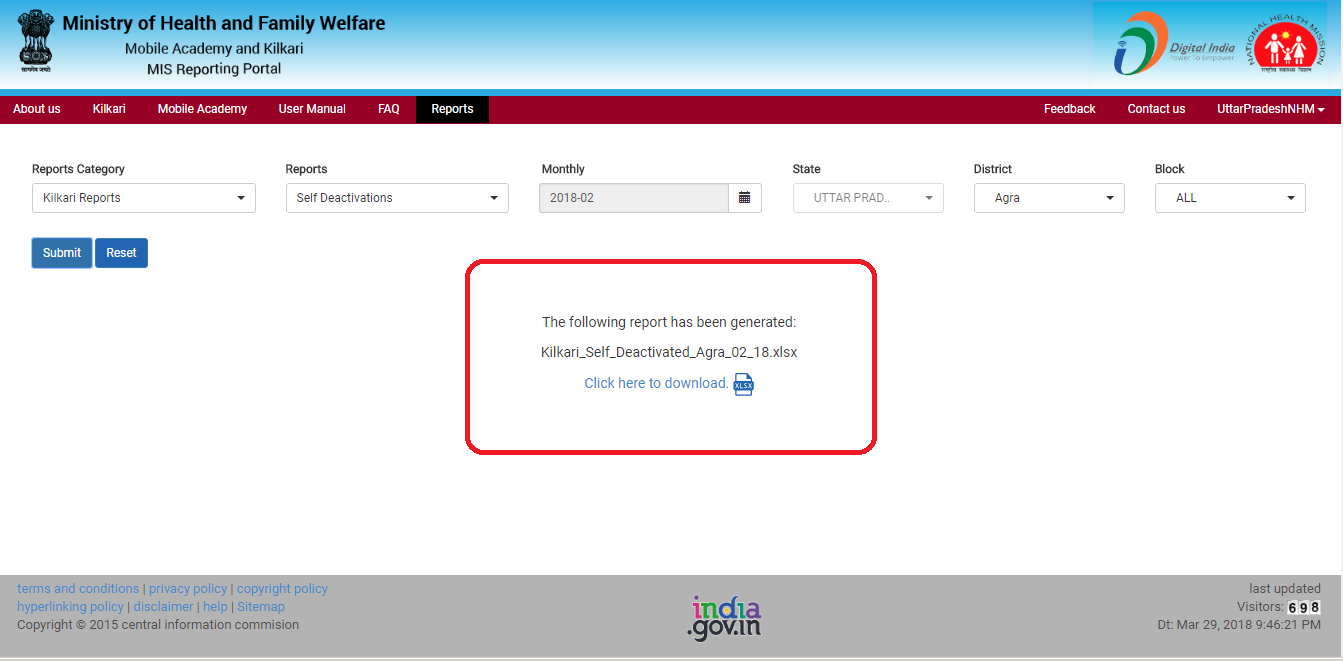 Ministry of Health and Family Welfare
Mobile Academy and Kilkari
MIS Reporting Portal
सत्यमेव जयते
Digital India
Power To Empower
NATIONAL HEALTH MISSION
राष्ट्रीय स्वास्थ्य मिशन
About us Kilkari Mobile Academy User Manual FAQ Reports Feedback Contact us UttarPradeshNHM
Reports Category Reports Monthly State District Block
Kilkari Reports Self Deactivations 2018-02 UTTAR PRAD.. Agra ALL
Submit Reset
The following report has been generated:
Kilkari_Self_Deactivated_Agra_02_18.xlsx
Click here to download. XLSX
terms and conditions | privacy policy | copyright policy
hyperlinking policy | disclaimer | help | Sitemap
Copyright © 2015 central information commision
india
.gov.in
last updated
Visitors: 698
Dt: Mar 29, 2018 9:46:21 PM